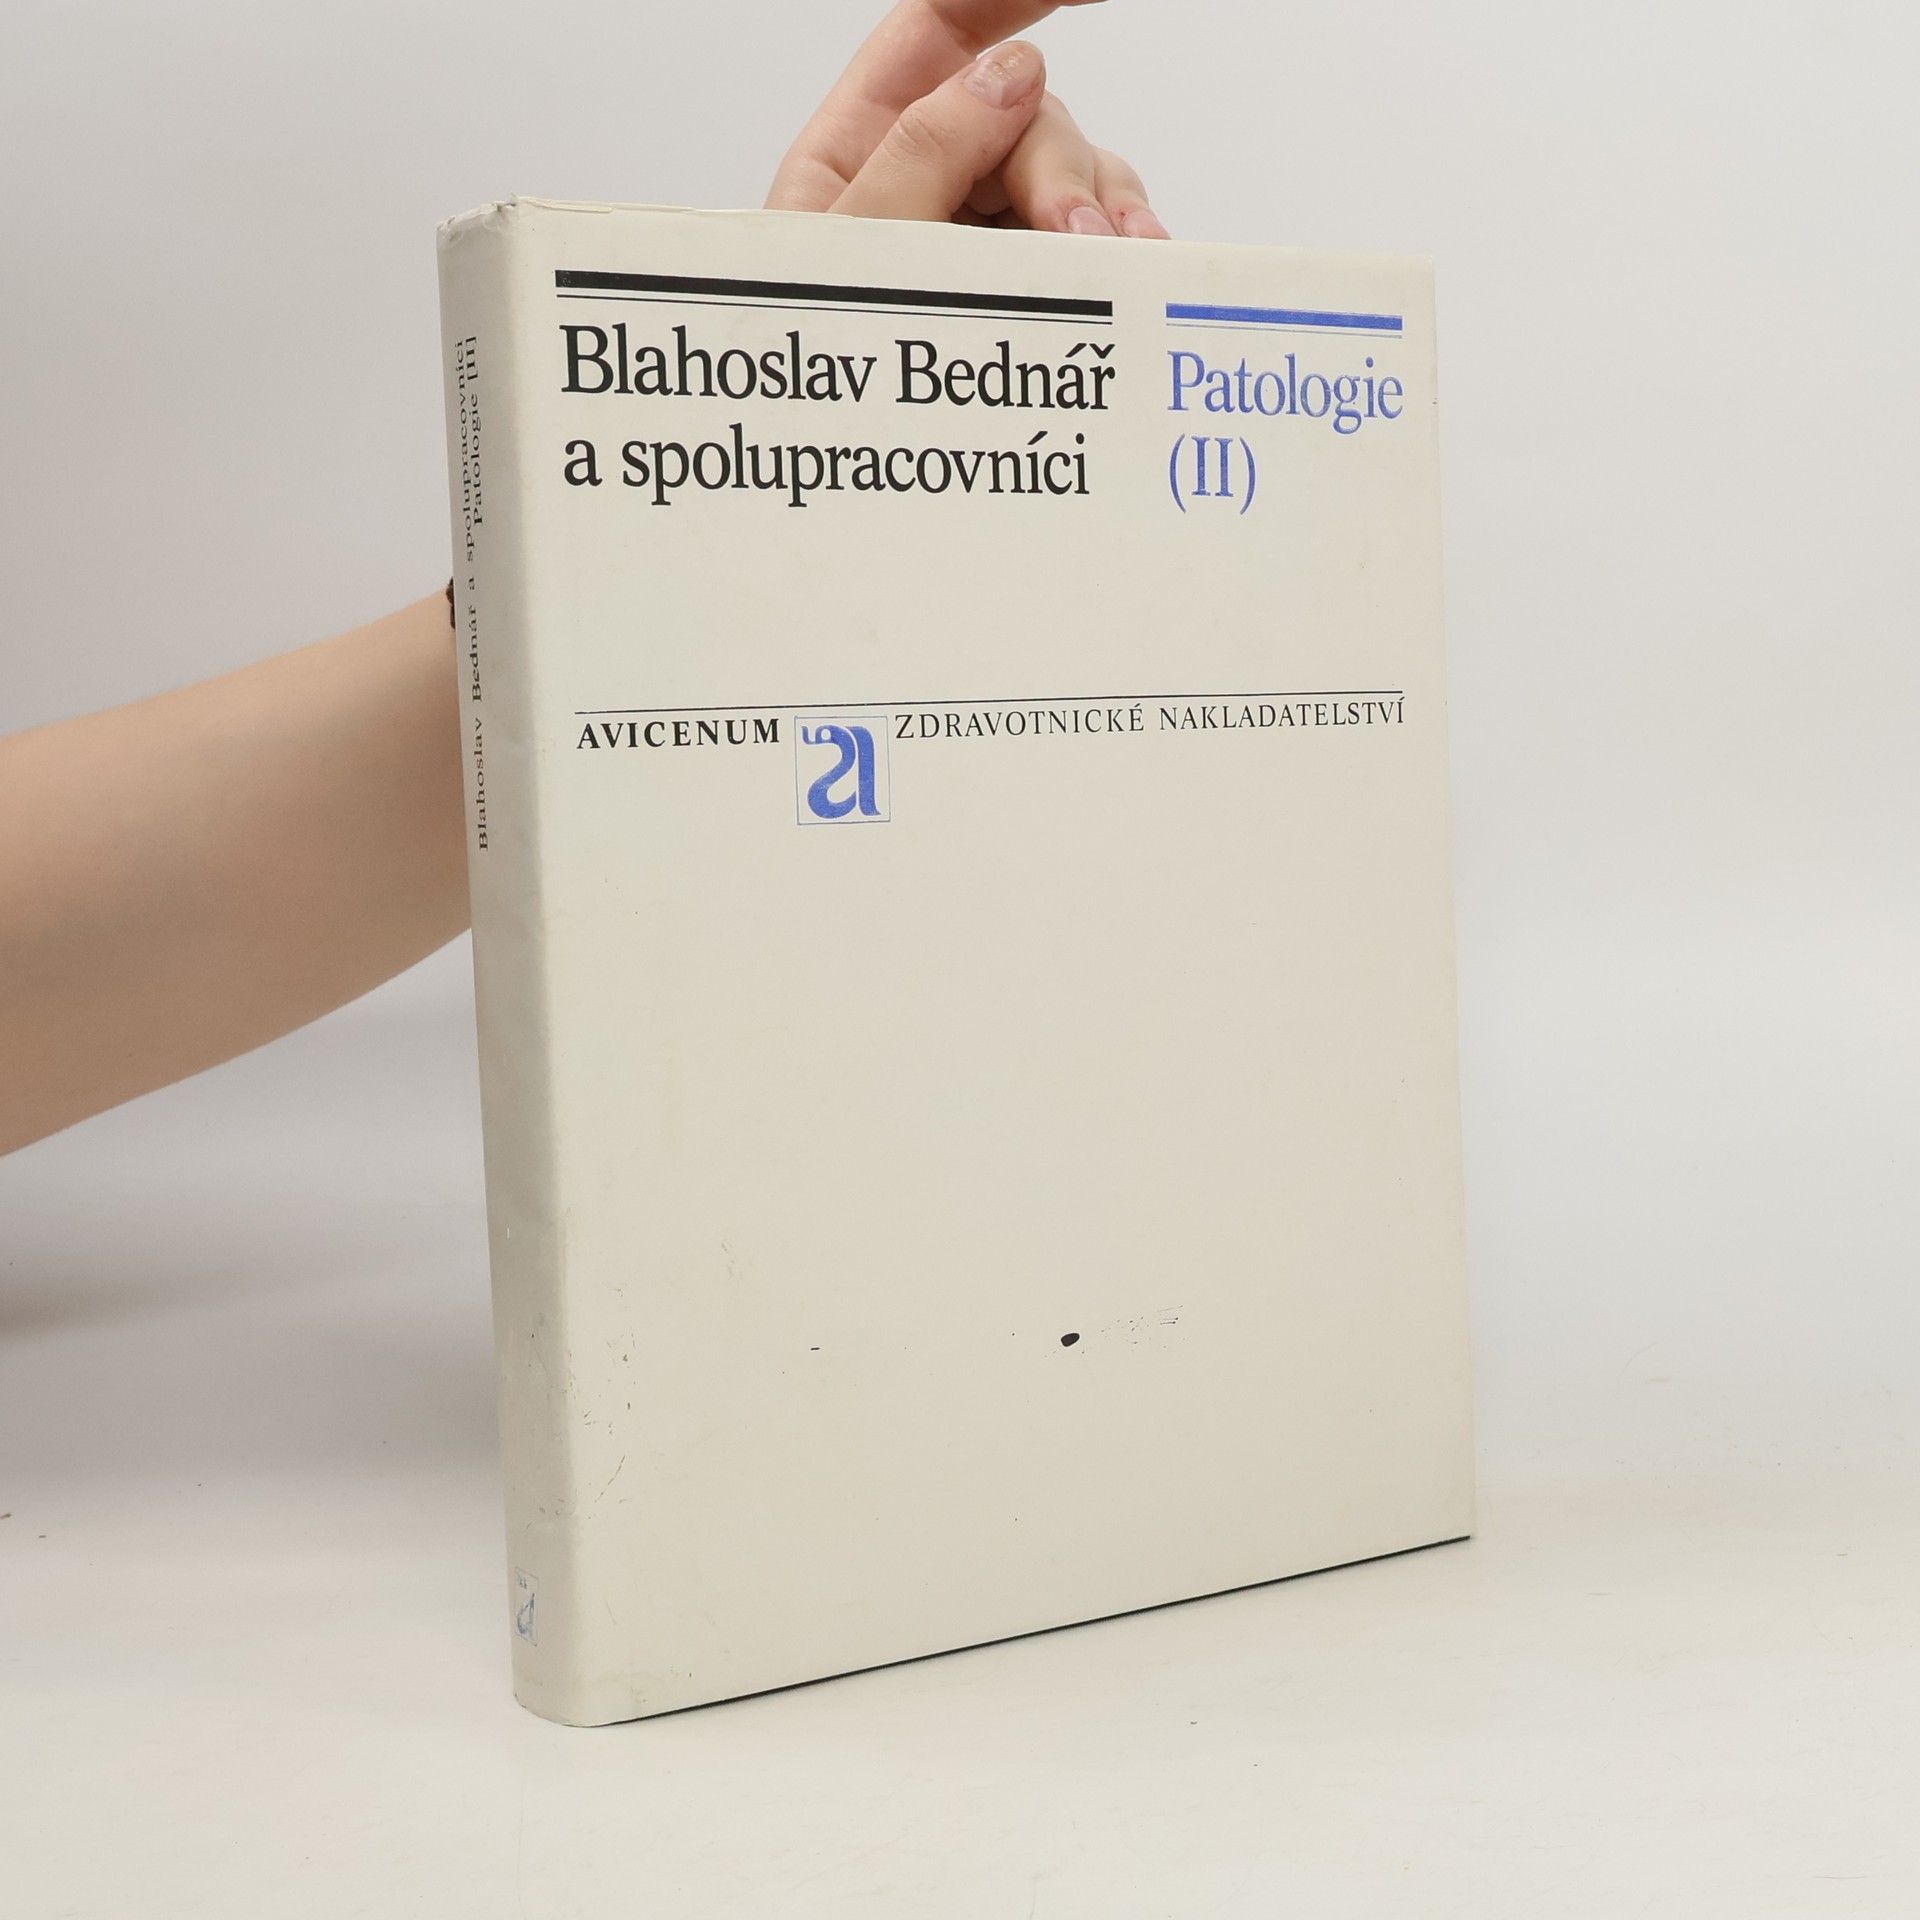 Blahoslav Bednář
a spolupracovníci
Patologie
(II)
AVICENUM
a
ZDRAVOTNICKÉ NAKLADATELSTVÍ
Blahoslav Bednář a spolupracovníci
Patologie [II]
a